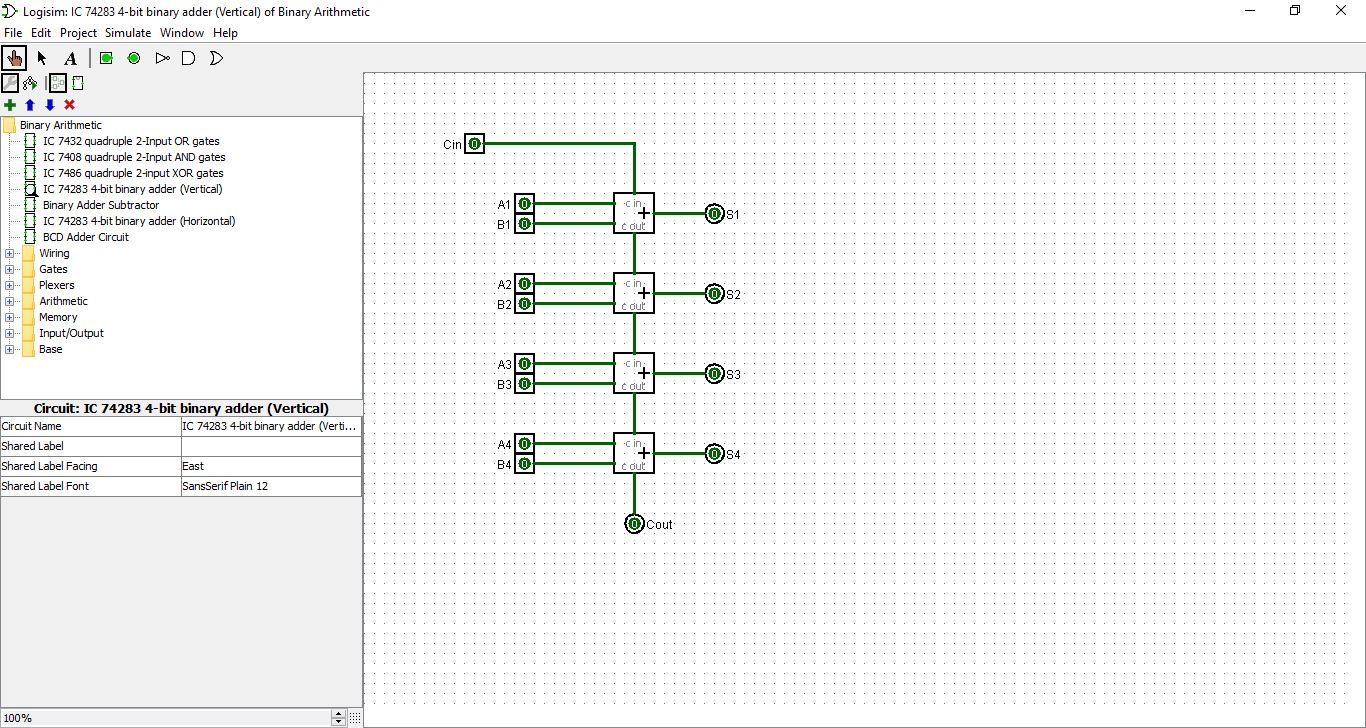 Logisim: IC 74283 4-bit binary adder (Vertical) of Binary Arithmetic
File Edit Project Simulate Window Help
A
Binary Arithmetic
IC 7432 quadruple 2-Input OR gates
IC 7408 quadruple 2-Input AND gates
IC 7486 quadruple 2-input XOR gates
IC 74283 4-bit binary adder (Vertical)
Binary Adder Subtractor
IC 74283 4-bit binary adder (Horizontal)
BCD Adder Circuit
Wiring
Gates
Plexers
Arithmetic
Memory
Input/Output
Base
Circuit: IC 74283 4-bit binary adder (Vertical)
Circuit Name IC 74283 4-bit binary adder (Verti...
Shared Label
Shared Label Facing East
Shared Label Font SansSerif Plain 12
100%
Cin 0
A1 0 c in
+ 0 S1
B1 0 c out
A2 0 c in
+ 0 S2
B2 0 c out
A3 0 c in
+ 0 S3
B3 0 c out
A4 0 c in
+ 0 S4
B4 0 c out
0 Cout